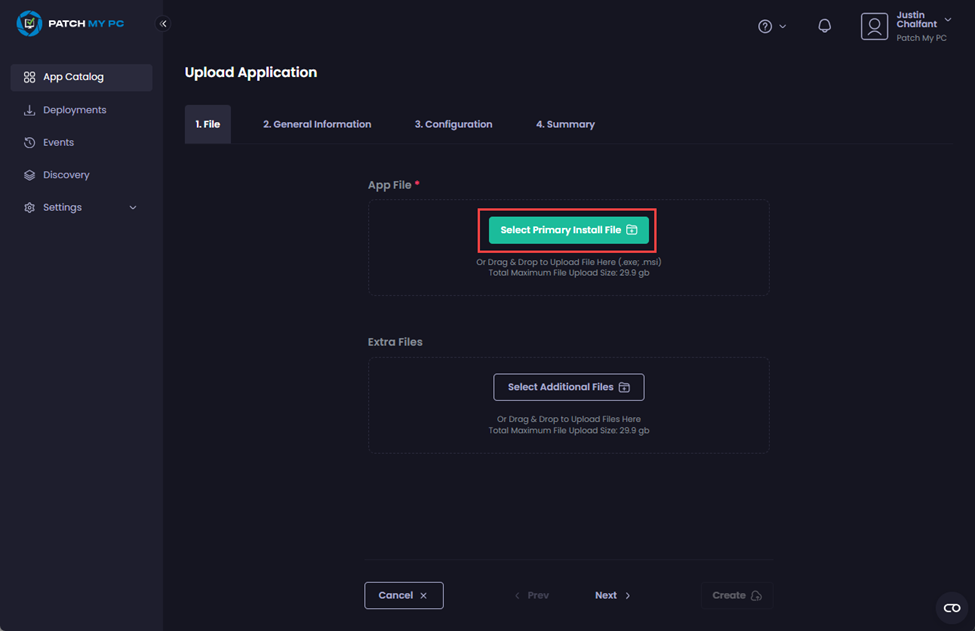 PATCH MY PC
Justin
Chalfant
Patch My PC
App Catalog
Deployments
Events
Discovery
Settings
Upload Application
1. File
2. General Information
3. Configuration
4. Summary
App File *
Select Primary Install File
Or Drag & Drop to Upload File Here (.exe; .msi)
Total Maximum File Upload Size: 29.9 gb
Extra Files
Select Additional Files
Or Drag & Drop to Upload Files Here
Total Maximum File Upload Size: 29.9 gb
Cancel
Prev
Next
Create